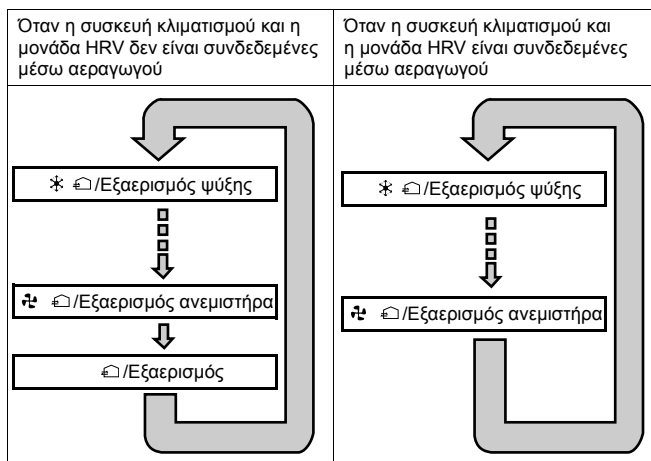 Όταν η συσκευή κλιματισμού και η
μονάδα HRV δεν είναι συνδεδεμένες
μέσω αεραγωγού
/Εξαερισμός ψύξης
/Εξαερισμός ανεμιστήρα
/Εξαερισμός
Όταν η συσκευή κλιματισμού και
η μονάδα HRV είναι συνδεδεμένες
μέσω αεραγωγού
/Εξαερισμός ψύξης
/Εξαερισμός ανεμιστήρα